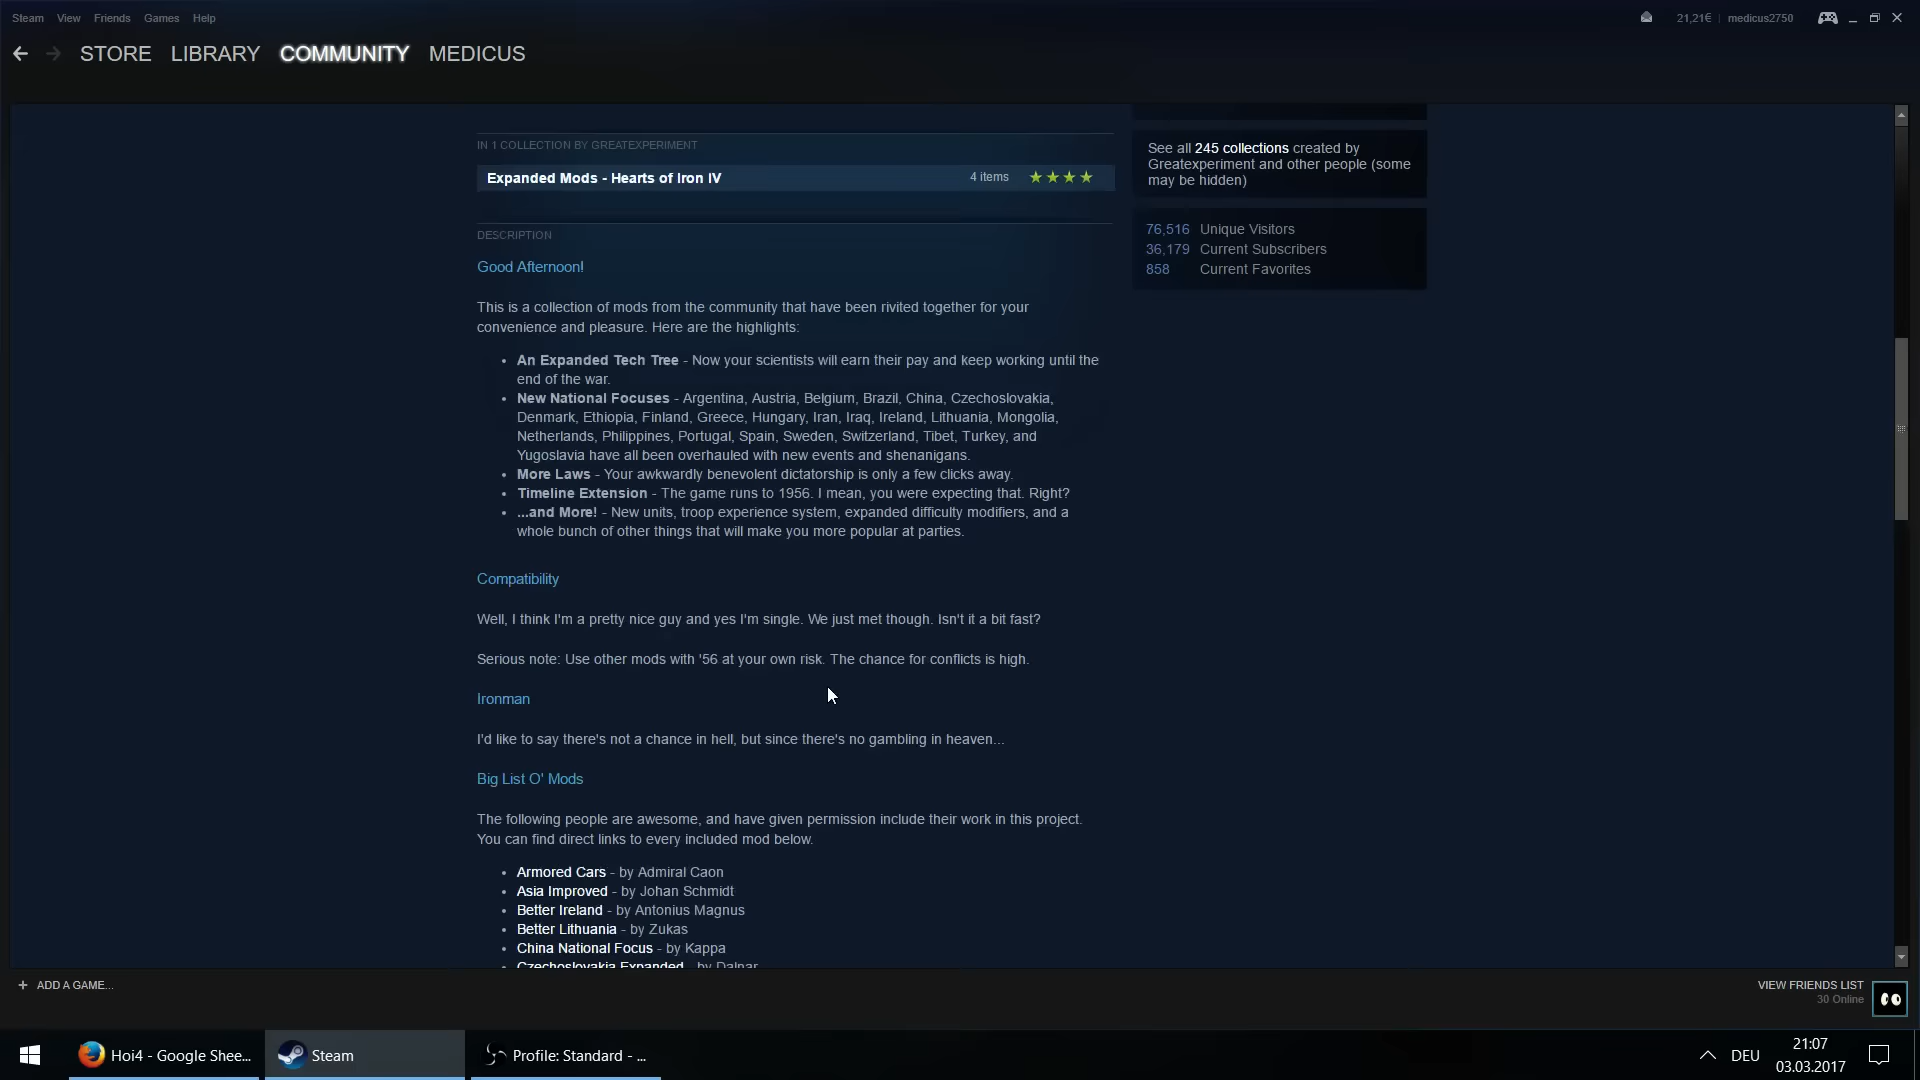 Steam View Friends Games Help
21,21€ | medicus2750
STORE LIBRARY COMMUNITY MEDICUS
IN 1 COLLECTION BY GREATEXPERIMENT
Expanded Mods - Hearts of Iron IV 4 items
See all 245 collections created by
Greatexperiment and other people (some
may be hidden)
76,516 Unique Visitors
36,179 Current Subscribers
858 Current Favorites
DESCRIPTION
Good Afternoon!
This is a collection of mods from the community that have been rivited together for your
convenience and pleasure. Here are the highlights:
• An Expanded Tech Tree - Now your scientists will earn their pay and keep working until the
end of the war.
• New National Focuses - Argentina, Austria, Belgium, Brazil, China, Czechoslovakia,
Denmark, Ethiopia, Finland, Greece, Hungary, Iran, Iraq, Ireland, Lithuania, Mongolia,
Netherlands, Philippines, Portugal, Spain, Sweden, Switzerland, Tibet, Turkey, and
Yugoslavia have all been overhauled with new events and shenanigans.
• More Laws - Your awkwardly benevolent dictatorship is only a few clicks away.
• Timeline Extension - The game runs to 1956. I mean, you were expecting that. Right?
• ...and More! - New units, troop experience system, expanded difficulty modifiers, and a
whole bunch of other things that will make you more popular at parties.
Compatibility
Well, I think I'm a pretty nice guy and yes I'm single. We just met though. Isn't it a bit fast?
Serious note: Use other mods with '56 at your own risk. The chance for conflicts is high.
Ironman
I'd like to say there's not a chance in hell, but since there's no gambling in heaven...
Big List O' Mods
The following people are awesome, and have given permission include their work in this project.
You can find direct links to every included mod below.
• Armored Cars - by Admiral Caon
• Asia Improved - by Johan Schmidt
• Better Ireland - by Antonius Magnus
• Better Lithuania - by Zukas
• China National Focus - by Kappa
• Czechoslovakia Expanded - by Dalnar
+ ADD A GAME...
VIEW FRIENDS LIST
30 Online
Hoi4 - Google Shee...
Steam
Profile: Standard - ...
DEU
21:07
03.03.2017